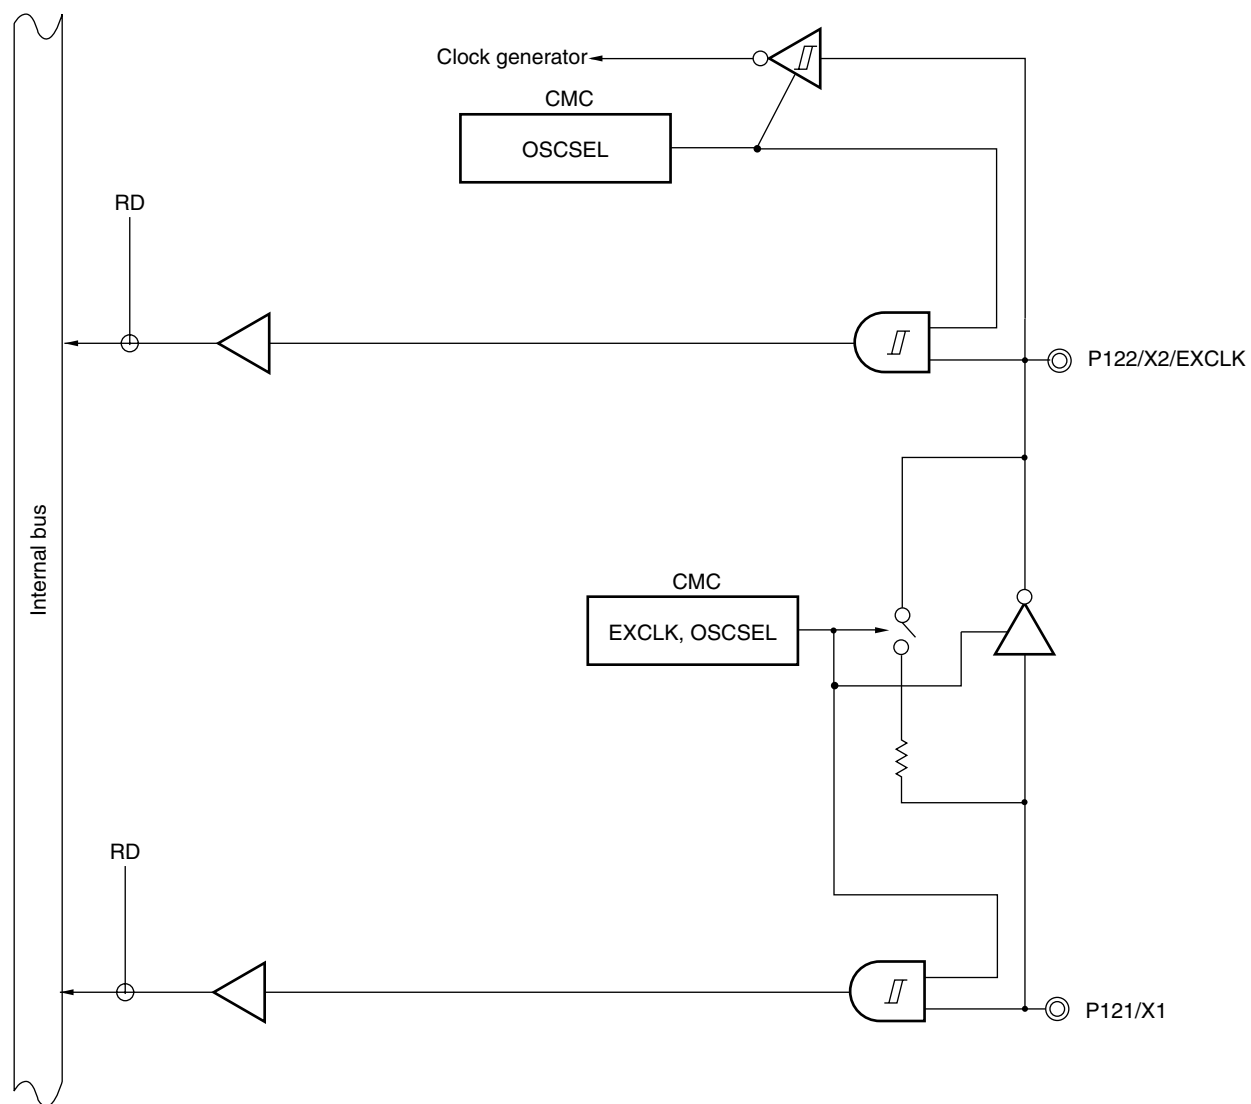 Clock generator
CMC
OSCSEL
RD
P122/X2/EXCLK
Internal bus
CMC
EXCLK, OSCSEL
RD
P121/X1